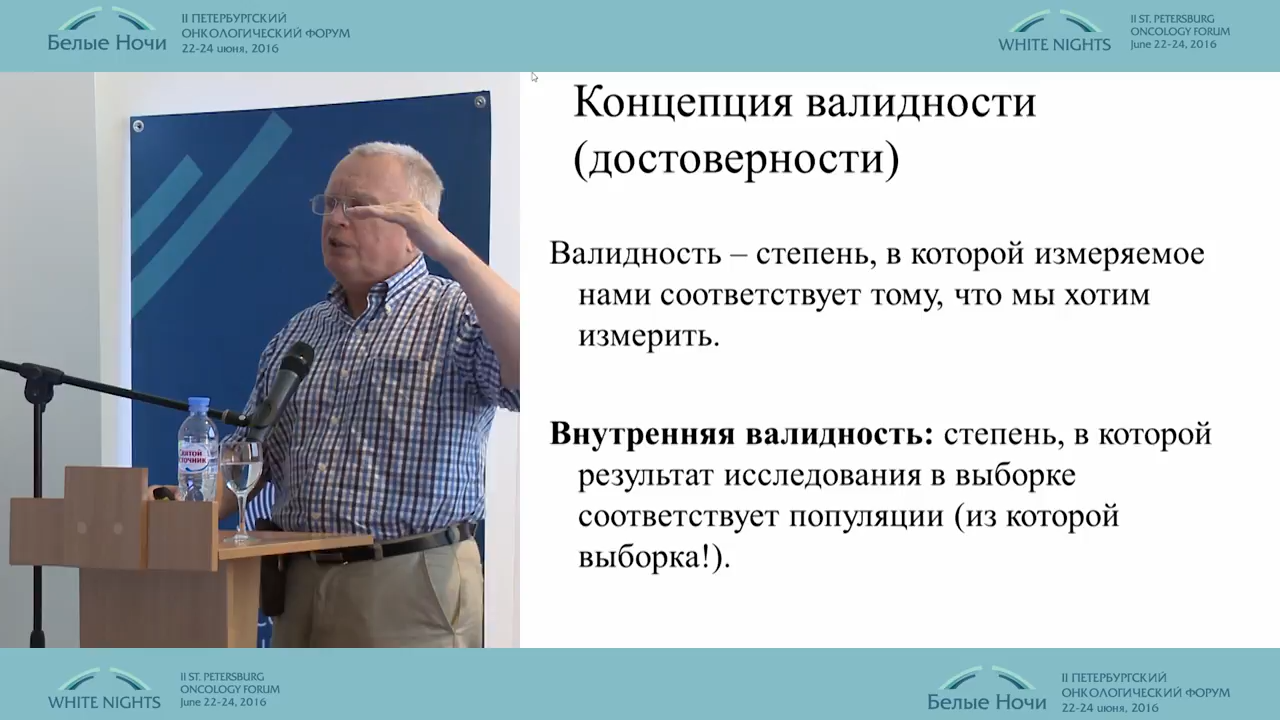 II ПЕТЕРБУРГСКИЙ
ОНКОЛОГИЧЕСКИЙ ФОРУМ
22-24 июня, 2016
Белые Ночи
II ST. PETERSBURG
ONCOLOGY FORUM
June 22-24, 2016
WHITE NIGHTS
Концепция валидности
(достоверности)
Валидность – степень, в которой измеряемое
нами соответствует тому, что мы хотим
измерить.
Внутренняя валидность: степень, в которой
результат исследования в выборке
соответствует популяции (из которой
выборка!).
СВЯТОЙ
ИСТОЧНИК
II ST. PETERSBURG
ONCOLOGY FORUM
June 22-24, 2016
WHITE NIGHTS
II ПЕТЕРБУРГСКИЙ
ОНКОЛОГИЧЕСКИЙ ФОРУМ
22-24 июня, 2016
Белые Ночи